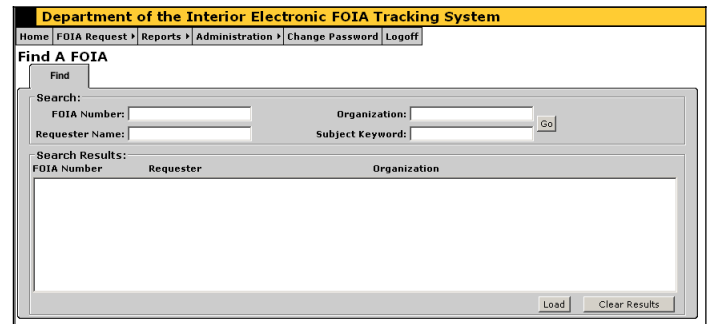 Department of the Interior Electronic FOIA Tracking System
Home FOIA Request Reports Administration Change Password Logoff
Find A FOIA
Find
Search:
FOIA Number: Organization:
Go
Requester Name: Subject Keyword:
Search Results:
FOIA Number Requester Organization
Load Clear Results